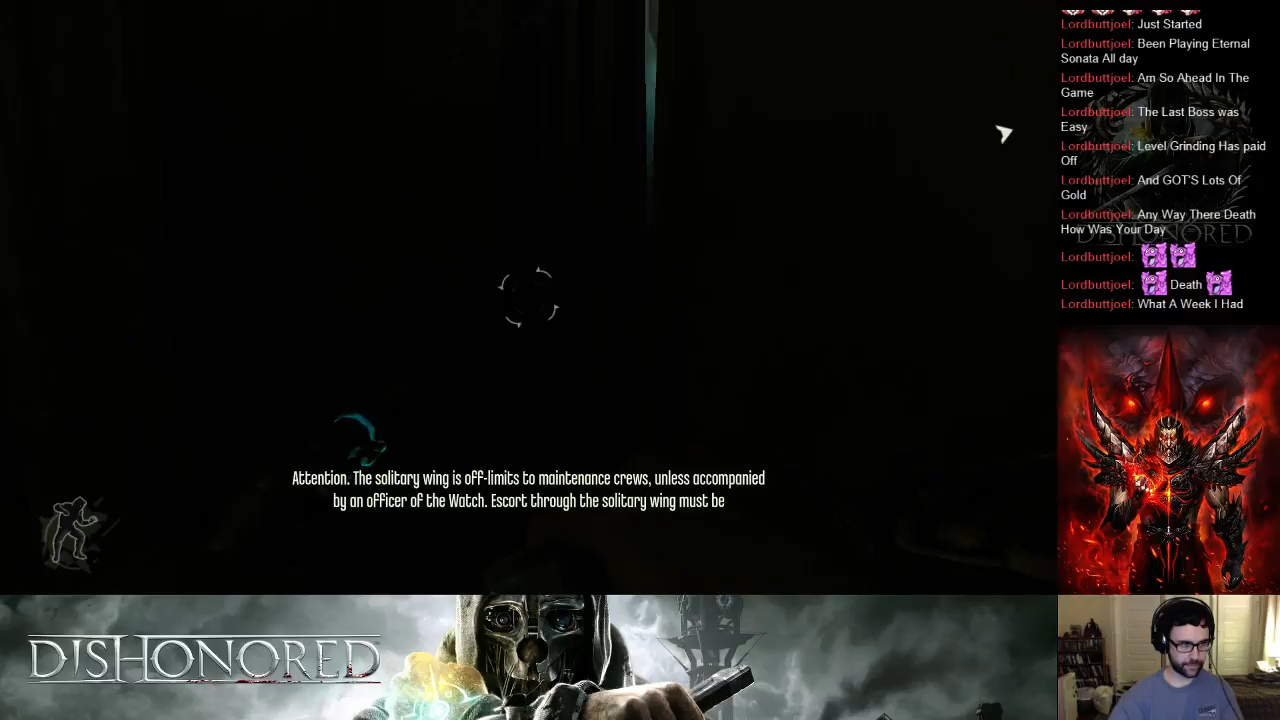 Lordbuttjoel: Just Started
Lordbuttjoel: Been Playing Eternal
Sonata All day
Lordbuttjoel: Am So Ahead In The
Game
Lordbuttjoel: The Last Boss was
Easy
Lordbuttjoel: Level Grinding Has paid
Off
Lordbuttjoel: And GOT'S Lots Of
Gold
Lordbuttjoel: Any Way There Death
How Was Your Day
DISHONORED
Lordbuttjoel:
Lordbuttjoel: Death
Lordbuttjoel: What A Week I Had
Attention. The solitary wing is off-limits to maintenance crews, unless accompanied
by an officer of the Watch. Escort through the solitary wing must be
DISHONORED